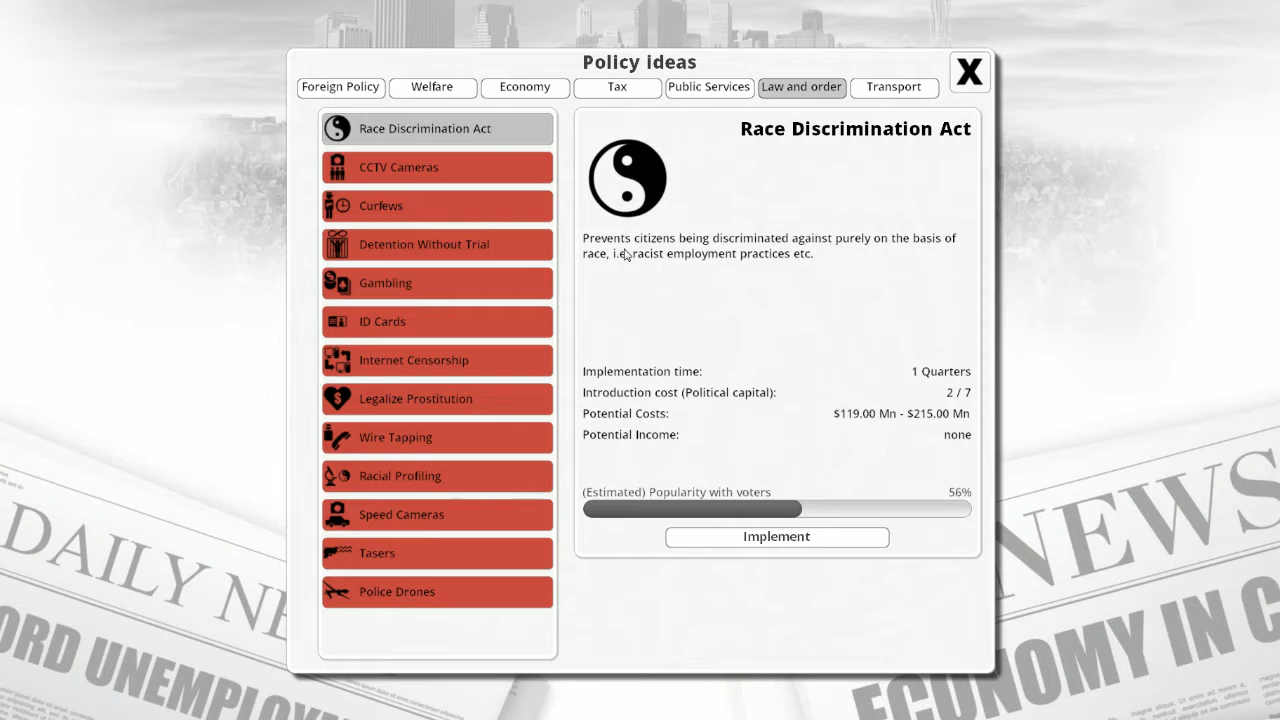 Policy ideas
X
Foreign Policy
Welfare
Economy
Tax
Public Services
Law and order
Transport
Race Discrimination Act
CCTV Cameras
Curfews
Detention Without Trial
Gambling
ID Cards
Internet Censorship
Legalize Prostitution
Wire Tapping
Racial Profiling
Speed Cameras
Tasers
Police Drones
Race Discrimination Act
Prevents citizens being discriminated against purely on the basis of
race, i.e. racist employment practices etc.
Implementation time: 1 Quarters
Introduction cost (Political capital): 2 / 7
Potential Costs: $119.00 Mn - $215.00 Mn
Potential Income: none
(Estimated) Popularity with voters 56%
Implement
DAILY NE
ORD UNEMPLOY
NEWS
ECONOMY IN C